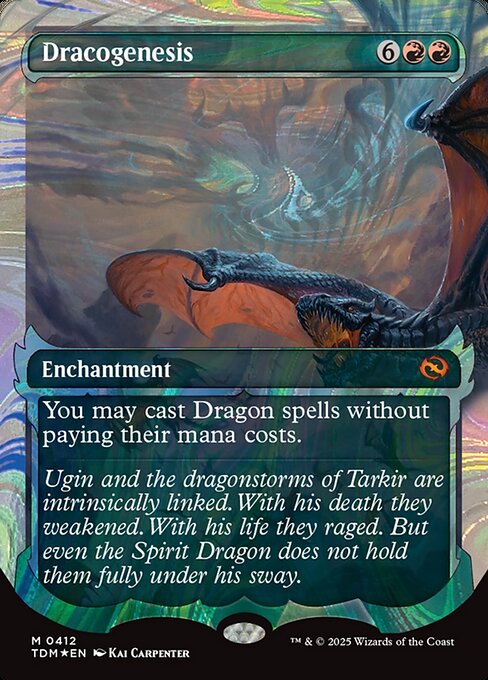 Dracogenesis 6
Enchantment
You may cast Dragon spells without
paying their mana costs.
Ugin and the dragonstorms of Tarkir are
intrinsically linked. With his death they
weakened. With his life they raged. But
even the Spirit Dragon does not hold
them fully under his sway.
M 0412 ™ & © 2025 Wizards of the Coast
TDM★EN Kai Carpenter